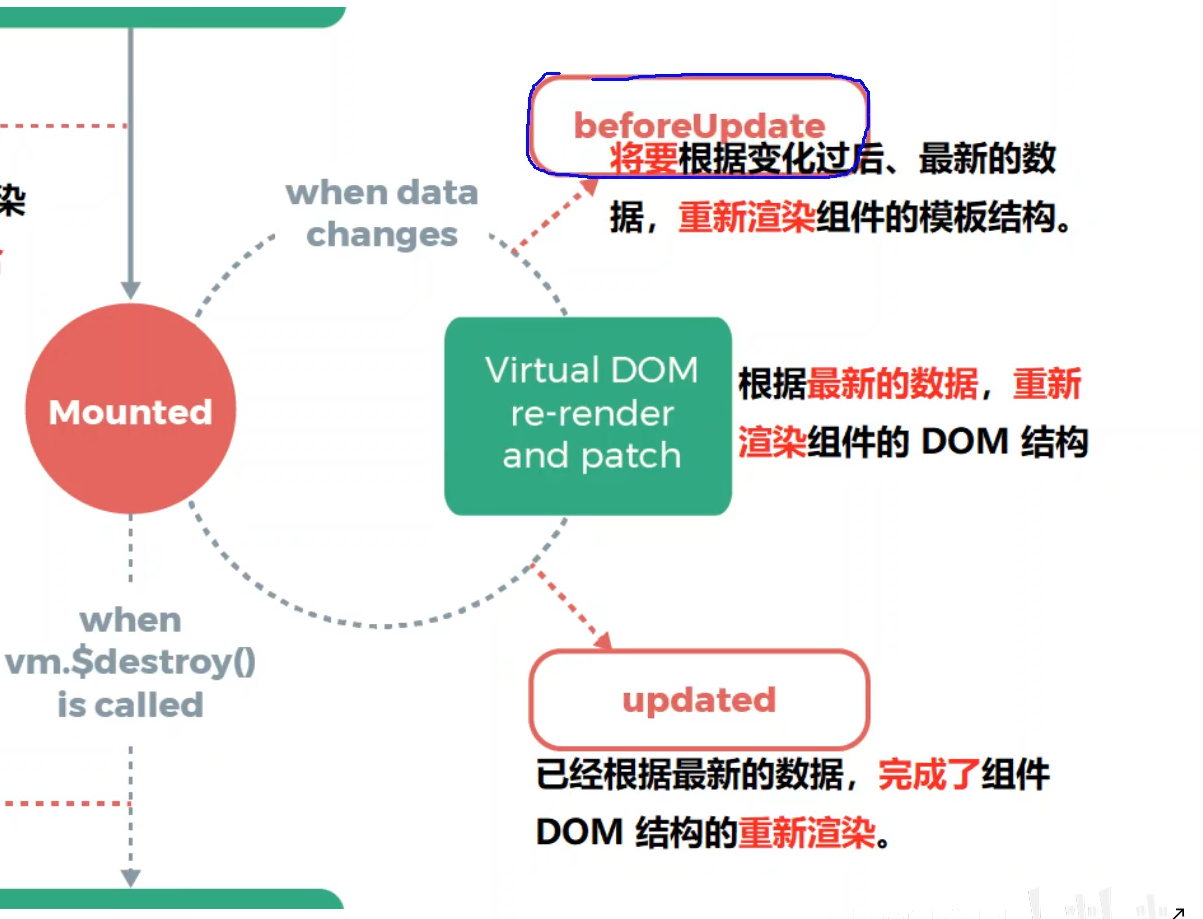 beforeUpdate
将要根据变化过后、最新的数
据，重新渲染组件的模板结构。
染
when data
changes
Virtual DOM
re-render
and patch
根据最新的数据，重新
渲染组件的 DOM 结构
Mounted
when
vm.$destroy()
is called
updated
已经根据最新的数据，完成了组件
DOM 结构的重新渲染。